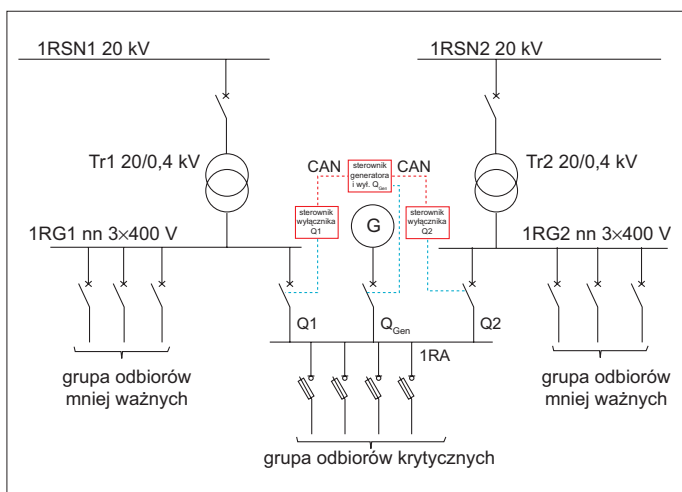 1RSN1 20 kV
1RSN2 20 kV
Tr1 20/0,4 kV
CAN
sterownik
generatora
i wył. QGen
CAN
Tr2 20/0,4 kV
sterownik
wyłącznika
Q1
G
sterownik
wyłącznika
Q2
1RG1 nn 3×400 V
1RG2 nn 3×400 V
Q1
QGen
Q2
1RA
grupa odbiorów
mniej ważnych
grupa odbiorów
mniej ważnych
grupa odbiorów krytycznych